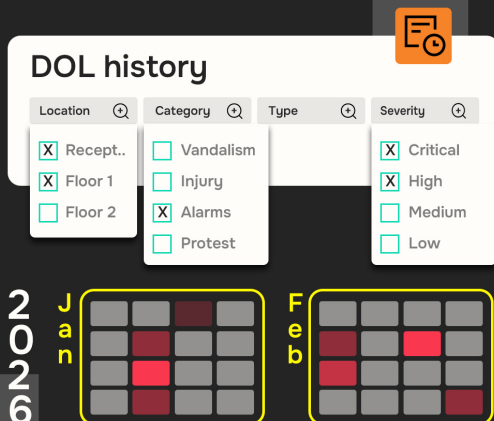 DOL history
Location Category Type Severity
X Recept..
X Floor 1
Floor 2
Vandalism
Injury
X Alarms
Protest
X Critical
X High
Medium
Low
2026
Jan
Feb